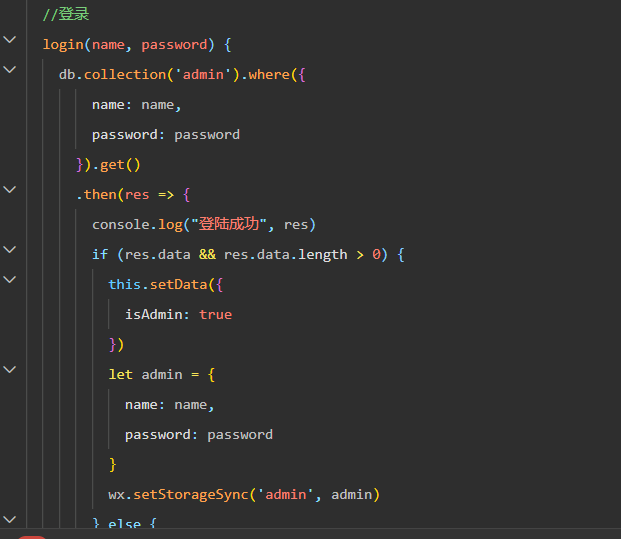 //登录
login(name, password) {
db.collection('admin').where({
name: name,
password: password
}).get()
.then(res => {
console.log("登陆成功", res)
if (res.data && res.data.length > 0) {
this.setData({
isAdmin: true
})
let admin = {
name: name,
password: password
}
wx.setStorageSync('admin', admin)
} else {